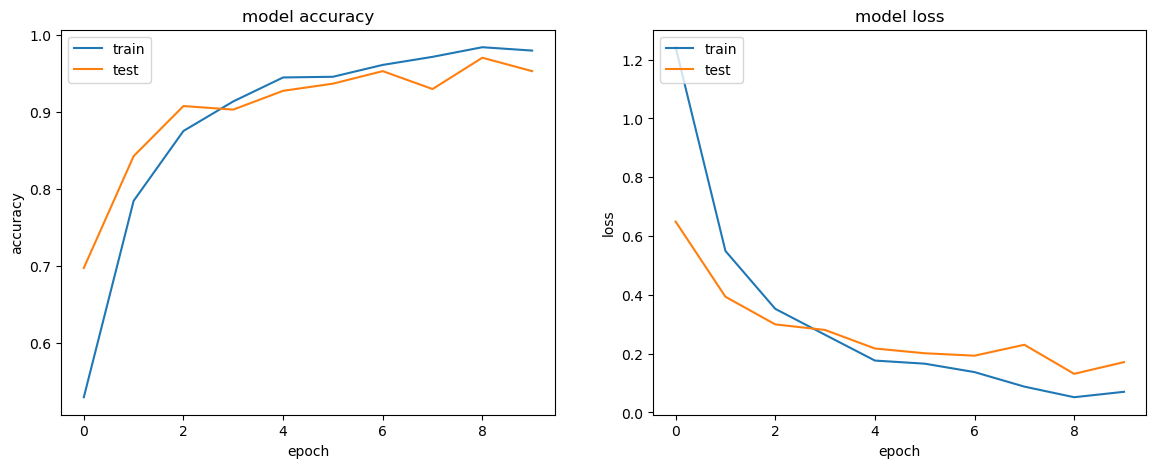 model accuracy
train
test
1.0
0.9
0.8
0.7
0.6
accuracy
0 2 4 6 8
epoch
model loss
train
test
1.2
1.0
0.8
0.6
0.4
0.2
0.0
loss
0 2 4 6 8
epoch